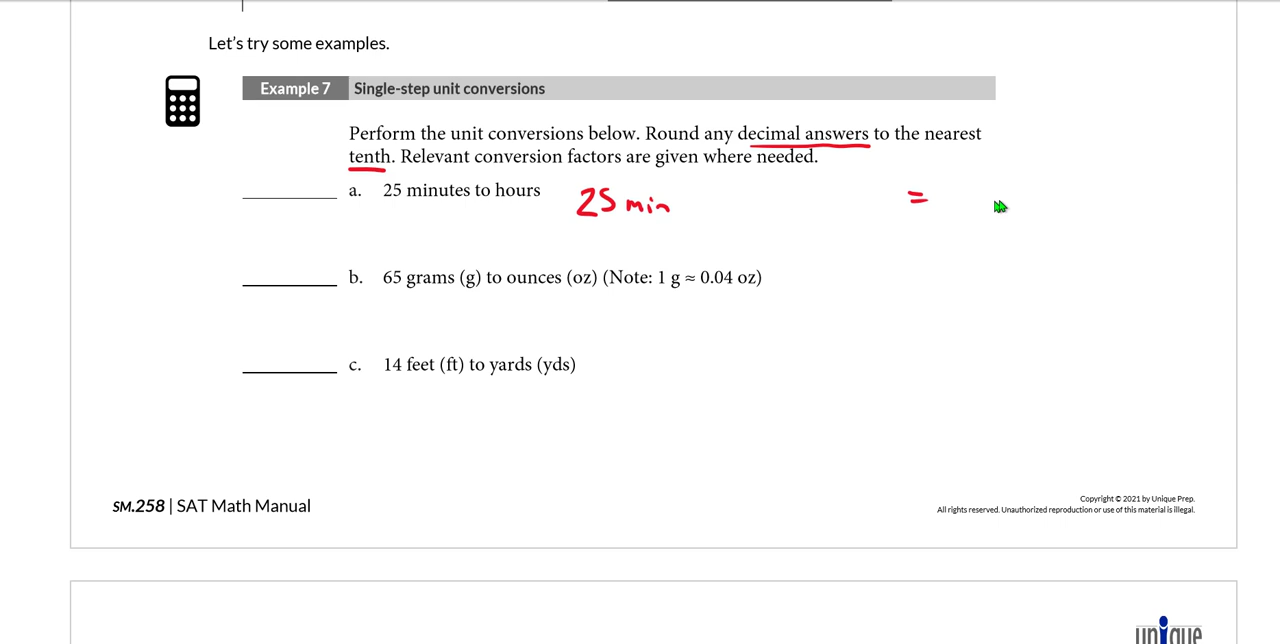 Let's try some examples.
Example 7 Single-step unit conversions
Perform the unit conversions below. Round any decimal answers to the nearest
tenth. Relevant conversion factors are given where needed.
a. 25 minutes to hours 25 min =
b. 65 grams (g) to ounces (oz) (Note: 1 g ≈ 0.04 oz)
c. 14 feet (ft) to yards (yds)
SM.258 | SAT Math Manual
Copyright © 2021 by Unique Prep.
All rights reserved. Unauthorized reproduction or use of this material is illegal.
unique